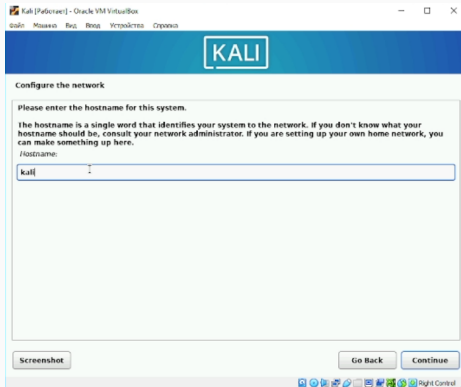 Kali [Работает] - Oracle VM VirtualBox
Файл Машина Вид Ввод Устройства Справка
KALI
Configure the network
Please enter the hostname for this system.
The hostname is a single word that identifies your system to the network. If you don't know what your
hostname should be, consult your network administrator. If you are setting up your own home network, you
can make something up here.
Hostname:
kali
Screenshot Go Back Continue
Right Control